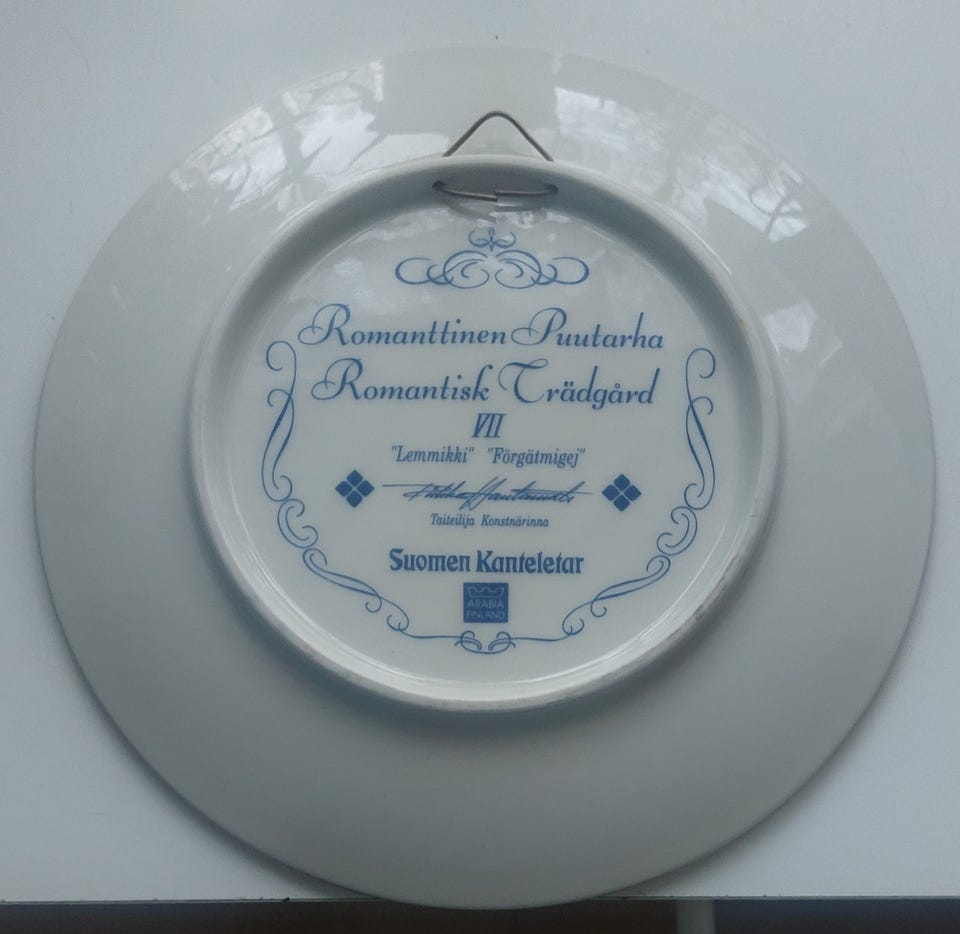 Romanttinen Puutarha
Romantisk Trädgård
VII
"Lemmikki" "Förgätmigej"
Taiteilija Konstnärinna
Suomen Kanteletar
ARABIA
FINLAND